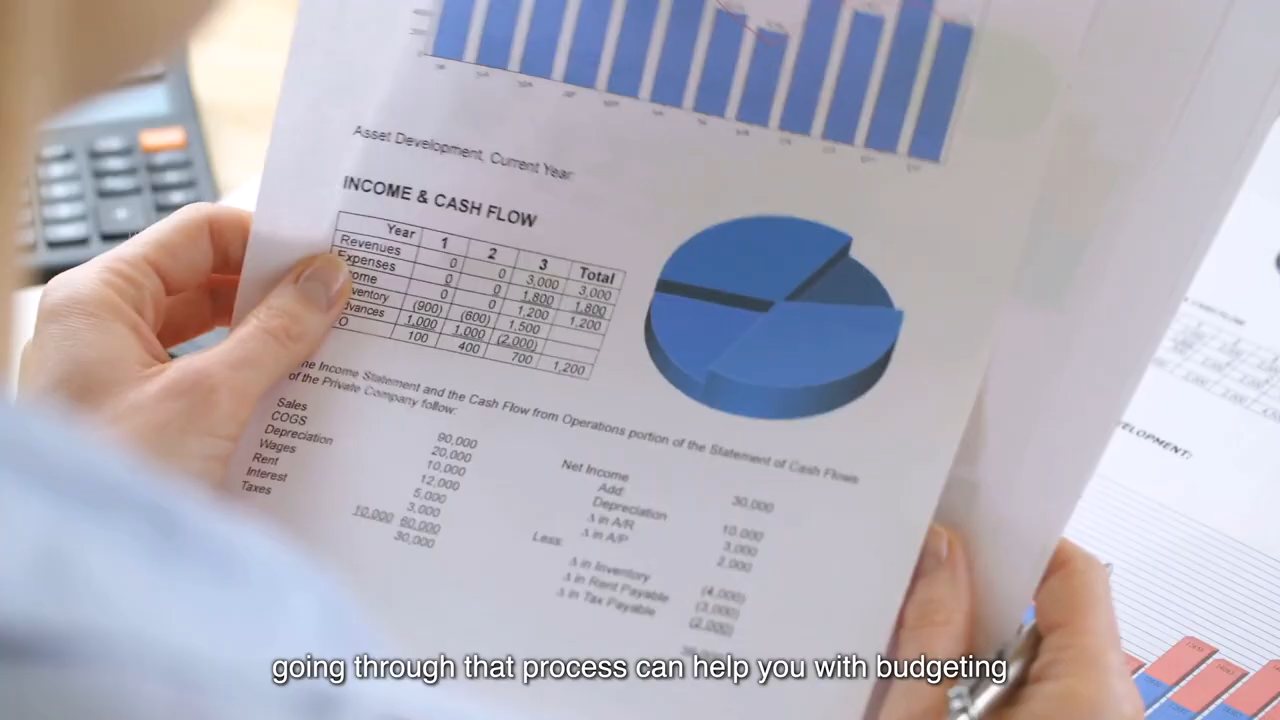 Asset Development, Current Year
INCOME & CASH FLOW
Year 1 2 3 Total
Revenues 0 0 3,000 3,000
Expenses 0 0 1,800 1,800
ome 0 0 1,200 1,200
ventory (900) (600) 1,500
dvances 1,000 1,000 (2,000)
O 100 400 700 1,200
he Income Statement and the Cash Flow from Operations portion of the Statement of Cash Flows
of the Private Company follow:
Sales 90,000
COGS 20,000
Depreciation 10,000
Wages 12,000
Rent 5,000
Interest 3,000
Taxes 10,000 60,000
30,000
Net Income 30,000
Add:
Depreciation 10,000
Δ in A/R 3,000
Δ in A/P 2,000
Less:
Δ in Inventory (4,000)
Δ in Rent Payable (3,000)
Δ in Tax Payable (2,000)
ELOPMENT:
going through that process can help you with budgeting